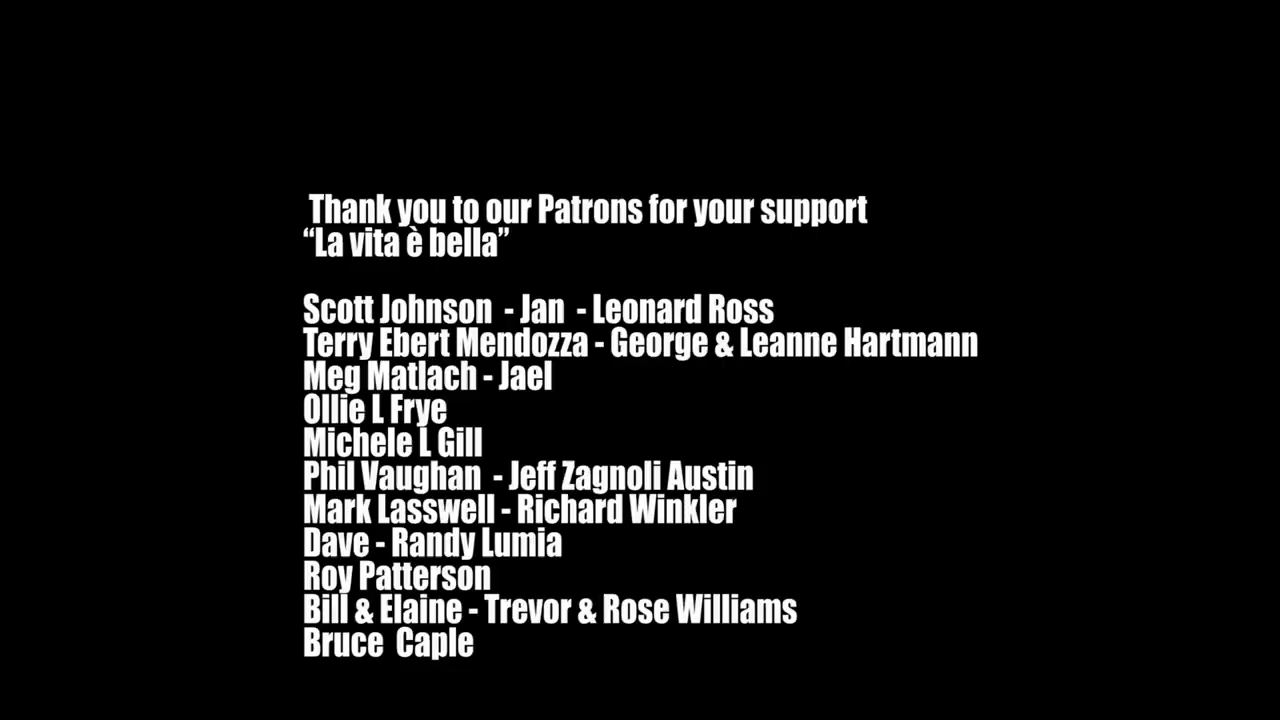 Thank you to our Patrons for your support
“La vita è bella”
Scott Johnson - Jan - Leonard Ross
Terry Ebert Mendozza - George & Leanne Hartmann
Meg Matlach - Jael
Ollie L Frye
Michele L Gill
Phil Vaughan - Jeff Zagnoli Austin
Mark Lasswell - Richard Winkler
Dave - Randy Lumia
Roy Patterson
Bill & Elaine - Trevor & Rose Williams
Bruce Caple